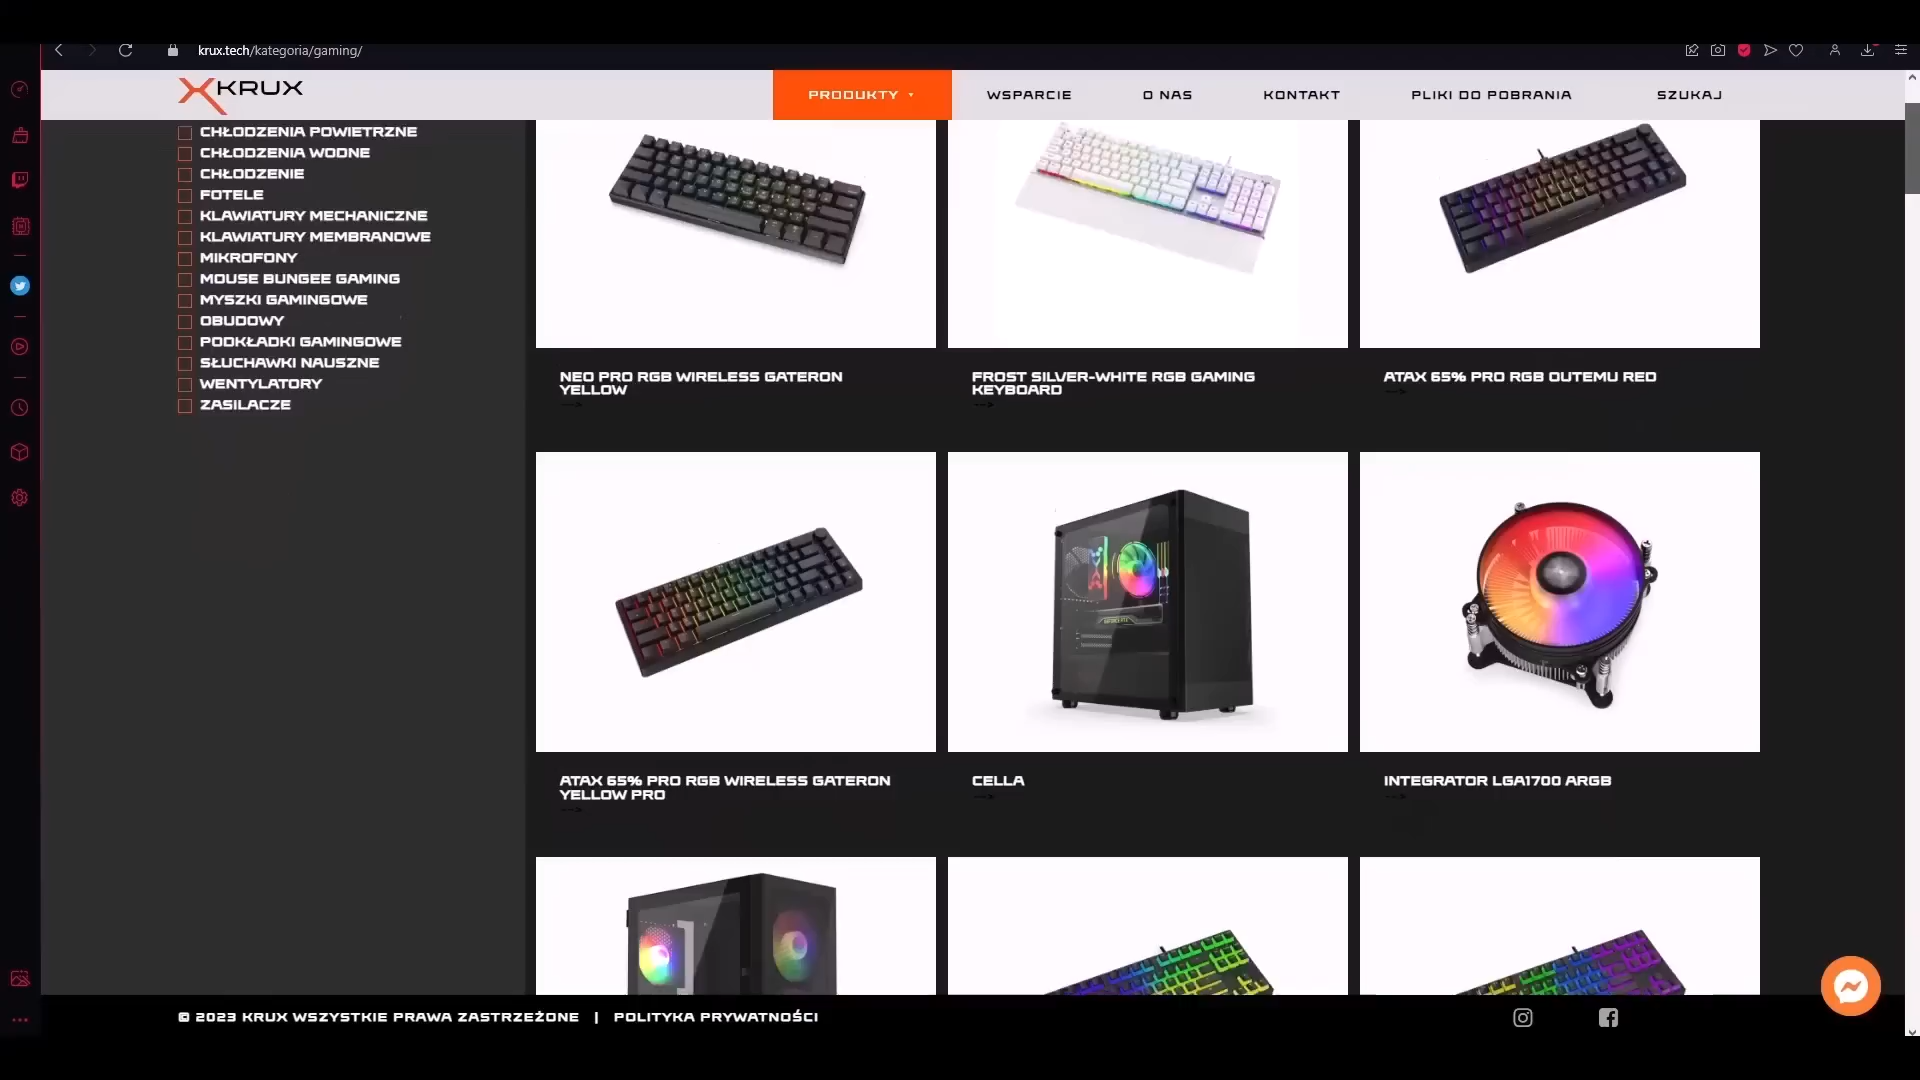 krux.tech/kategoria/gaming/
KRUX
PRODUKTY
WSPARCIE
O NAS
KONTAKT
PLIKI DO POBRANIA
SZUKAJ
CHŁODZENIA POWIETRZNE
CHŁODZENIA WODNE
CHŁODZENIE
FOTELE
KLAWIATURY MECHANICZNE
KLAWIATURY MEMBRANOWE
MIKROFONY
MOUSE BUNGEE GAMING
MYSZKI GAMINGOWE
OBUDOWY
PODKŁADKI GAMINGOWE
SŁUCHAWKI NAUSZNE
WENTYLATORY
ZASILACZE
NEO PRO RGB WIRELESS GATERON
YELLOW
FROST SILVER-WHITE RGB GAMING
KEYBOARD
ATAX 65% PRO RGB OUTEMU RED
ATAX 65% PRO RGB WIRELESS GATERON
YELLOW PRO
CELLA
INTEGRATOR LGA1700 ARGB
© 2023 KRUX WSZYSTKIE PRAWA ZASTRZEŻONE | POLITYKA PRYWATNOŚCI